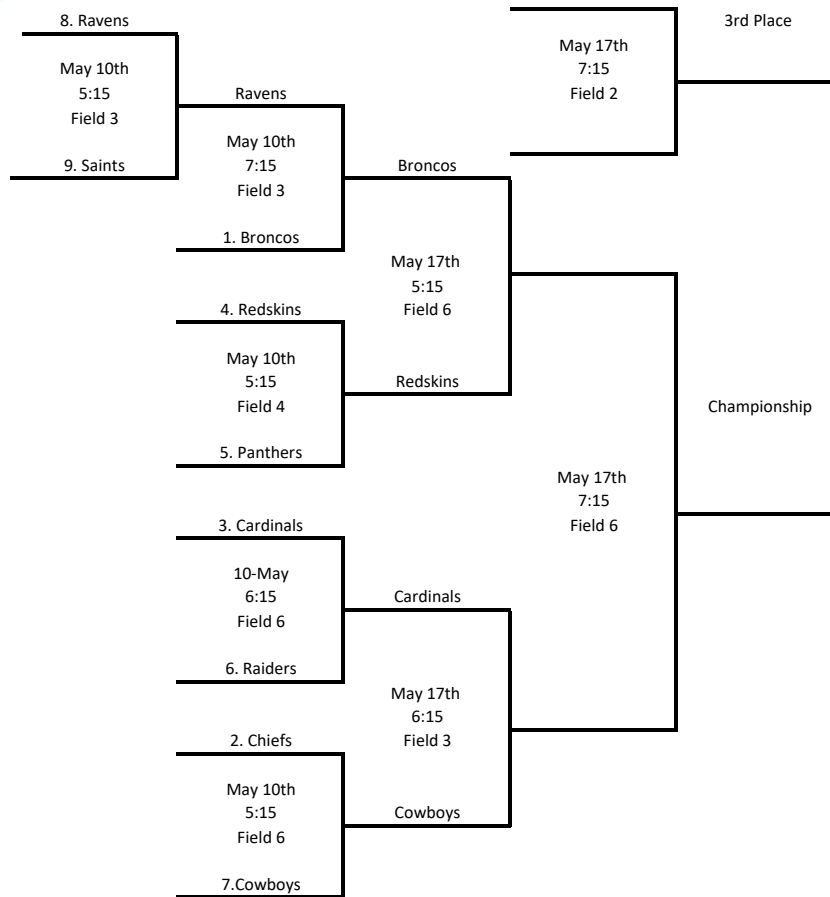 8. Ravens
May 10th
5:15
Field 3
9. Saints
Ravens
May 10th
7:15
Field 3
1. Broncos
4. Redskins
May 10th
5:15
Field 4
5. Panthers
3. Cardinals
10-May
6:15
Field 6
6. Raiders
2. Chiefs
May 10th
5:15
Field 6
7.Cowboys
Broncos
May 17th
5:15
Field 6
Redskins
Cardinals
May 17th
6:15
Field 3
Cowboys
May 17th
7:15
Field 2
3rd Place
May 17th
7:15
Field 6
Championship